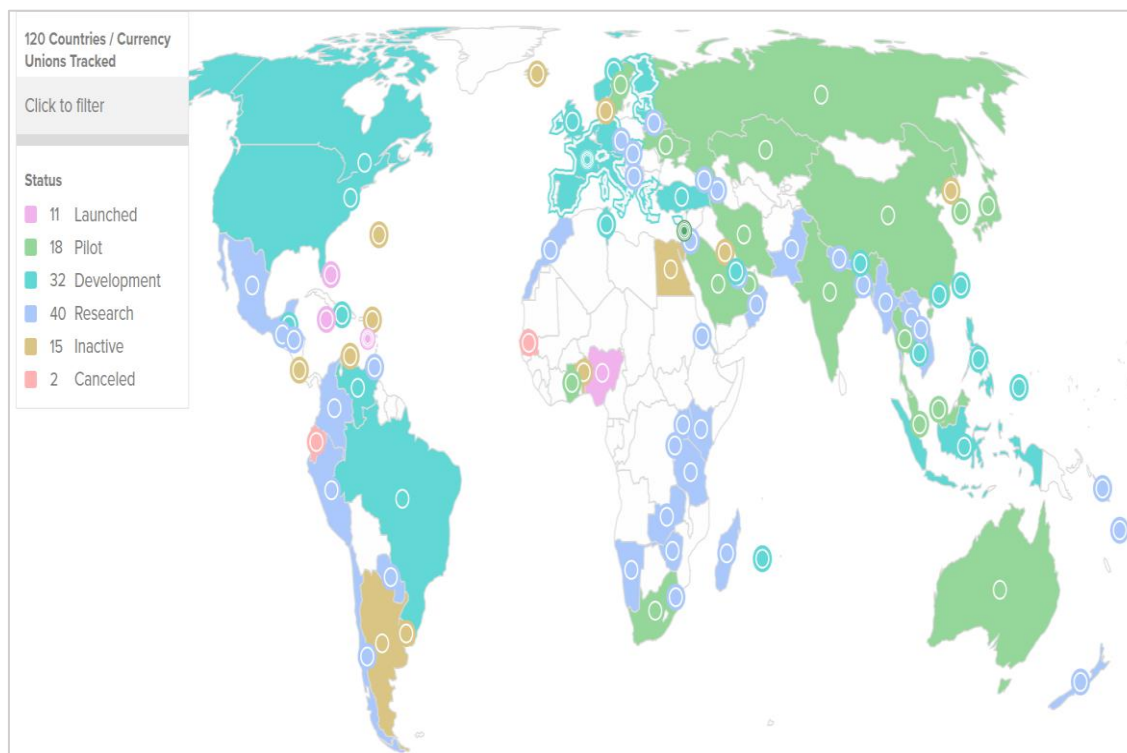 120 Countries / Currency
Unions Tracked
Click to filter
Status
11 Launched
18 Pilot
32 Development
40 Research
15 Inactive
2 Canceled